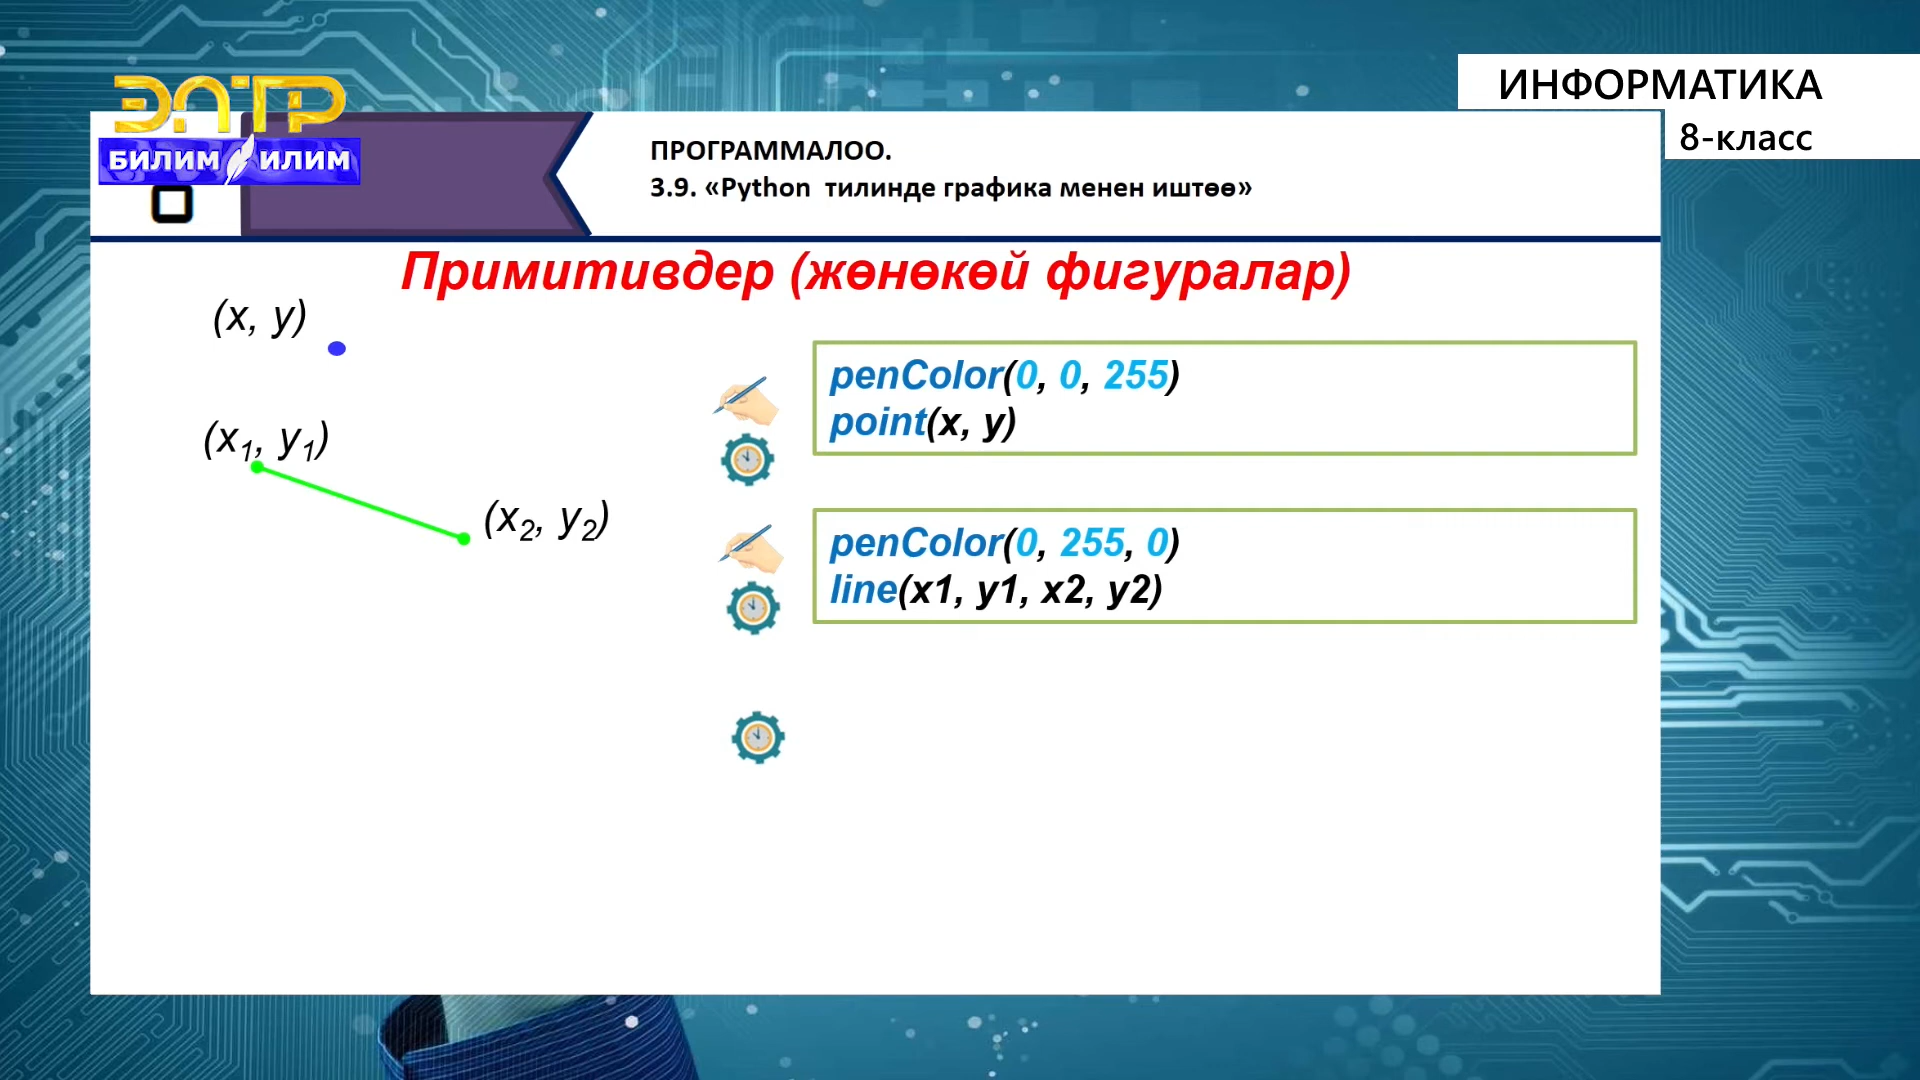 ЭЛТР
БИЛИМ ИЛИМ
ИНФОРМАТИКА
8-класс
ПРОГРАММАЛОО.
3.9. «Python тилинде графика менен иштөө»
Примитивдер (жөнөкөй фигуралар)
(x, y)
penColor(0, 0, 255)
point(x, y)
(x1, y1)
(x2, y2)
penColor(0, 255, 0)
line(x1, y1, x2, y2)